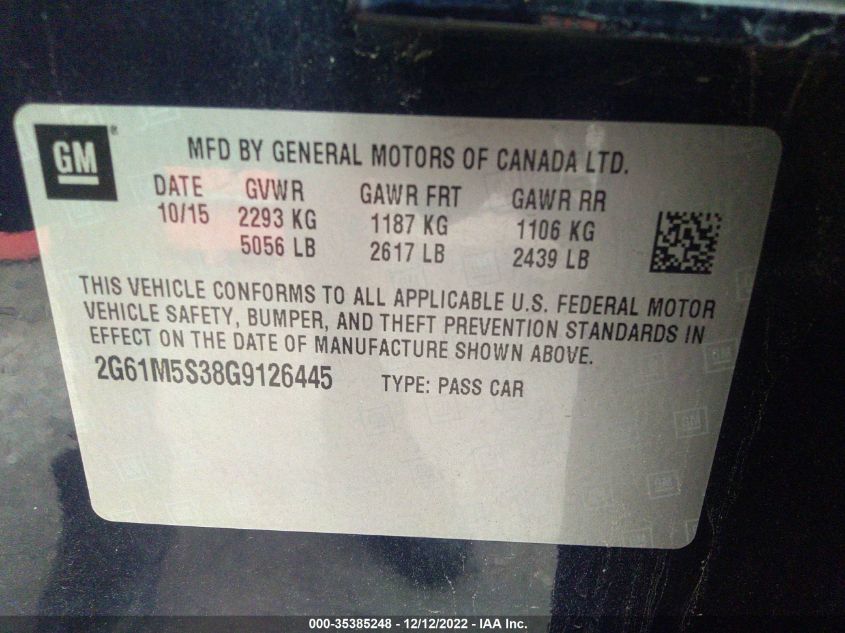 GM®
MFD BY GENERAL MOTORS OF CANADA LTD.
DATE GVWR GAWR FRT GAWR RR
10/15 2293 KG 1187 KG 1106 KG
5056 LB 2617 LB 2439 LB
THIS VEHICLE CONFORMS TO ALL APPLICABLE U.S. FEDERAL MOTOR
VEHICLE SAFETY, BUMPER, AND THEFT PREVENTION STANDARDS IN
EFFECT ON THE DATE OF MANUFACTURE SHOWN ABOVE.
2G61M5S38G9126445 TYPE: PASS CAR
000-35385248 - 12/12/2022 - IAA Inc.